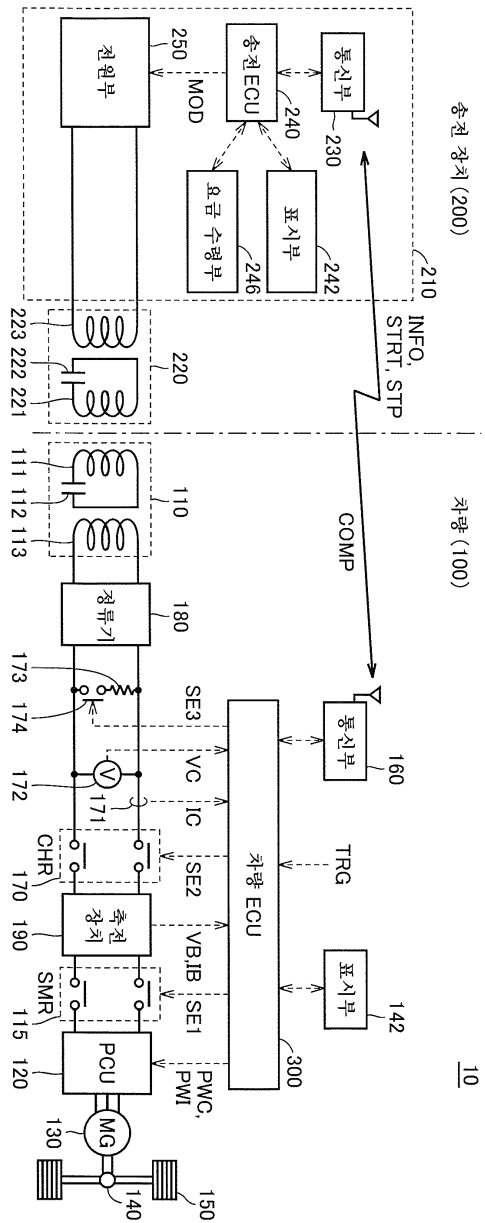 10
송전 장치 (200)
차량 (100)
210
통신부
230
송전ECU
240
MOD
전원부
250
표시부
242
요금 수령부
246
INFO,
STRT, STP
COMP
220
223
222
221
110
111
112
113
정류기
180
173
174
172
V
171
SE3
VC
IC
SE2
VB,IB
SE1
PWC,
PWI
통신부
160
TRG
표시부
142
차량 ECU
300
CHR
170
축전
장치
190
SMR
115
PCU
120
MG
130
140
150